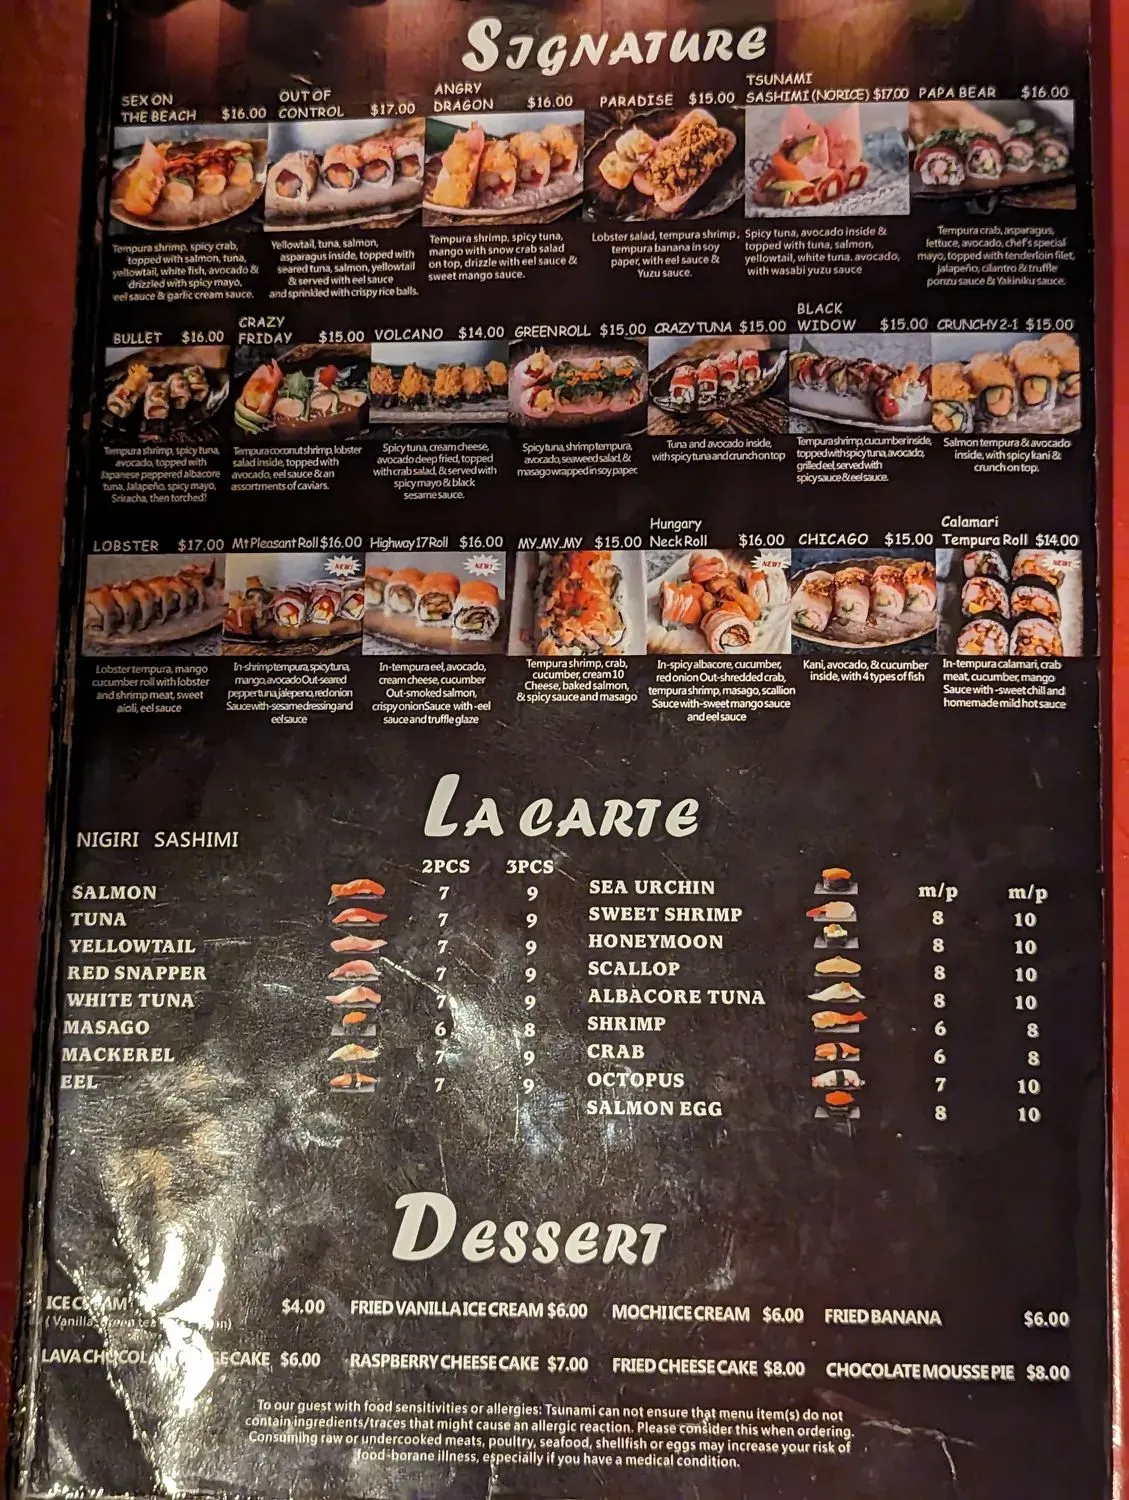 SIGNATURE
SEX ON
THE BEACH $16.00
Tempura shrimp, spicy crab,
topped with salmon, tuna,
yellowtail, white fish, avocado &
drizzled with spicy mayo,
eel sauce & garlic cream sauce.
OUT OF
CONTROL $17.00
Yellowtail, tuna, salmon,
asparagus inside, topped with
seared tuna, salmon, yellowtail
& served with eel sauce
and sprinkled with crispy rice balls.
ANGRY
DRAGON $16.00
Tempura shrimp, spicy tuna,
mango with snow crab salad
on top, drizzle with eel sauce &
sweet mango sauce.
PARADISE $15.00
Lobster salad, tempura shrimp,
tempura banana in soy
paper, with eel sauce &
Yuzu sauce.
TSUNAMI
SASHIMI (NO RICE) $17.00
Spicy tuna, avocado inside &
topped with tuna, salmon,
yellowtail, white tuna, avocado,
with wasabi yuzu sauce
PAPA BEAR $16.00
Tempura crab, asparagus,
lettuce, avocado, chef's special
mayo, topped with tenderloin filet,
jalapeño, cilantro & truffle
ponzu sauce & Yakiniku sauce.
BULLET $16.00
Tempura shrimp, spicy tuna,
avocado, topped with
Japanese peppered albacore
tuna, Jalapeño, spicy mayo,
Sriracha, then torched!
CRAZY
FRIDAY $15.00
Tempura coconut shrimp, lobster
salad inside, topped with
avocado, eel sauce & an
assortments of caviars.
VOLCANO $14.00
Spicy tuna, cream cheese,
avocado deep fried, topped
with crab salad, & served with
spicy mayo & black
sesame sauce.
GREEN ROLL $15.00
Spicy tuna, shrimp tempura,
avocado, seaweed salad, &
masago wrapped in soy paper.
CRAZY TUNA $15.00
Tuna and avocado inside,
with spicy tuna and crunch on top
BLACK
WIDOW $15.00
Tempura shrimp, cucumber inside,
topped with spicy tuna, avocado,
grilled eel, served with
spicy sauce & eel sauce.
CRUNCHY 2-1 $15.00
Salmon tempura & avocado
inside, with spicy kani &
crunch on top.
LOBSTER $17.00
Lobster tempura, mango
cucumber roll with lobster
and shrimp meat, sweet
aioli, eel sauce
Mt Pleasant Roll $16.00
NEW!
In-shrimp tempura, spicy tuna,
mango, avocado Out-seared
pepper tuna, jalepeno, red onion
Sauce with-sesame dressing and
eel sauce
Highway 17 Roll $16.00
NEW!
In-tempura eel, avocado,
cream cheese, cucumber
Out-smoked salmon,
crispy onion Sauce with -eel
sauce and truffle glaze
MY.MY.MY $15.00
Tempura shrimp, crab,
cucumber, cream 10
Cheese, baked salmon,
& spicy sauce and masago
Hungary
Neck Roll $16.00
NEW!
In-spicy albacore, cucumber,
red onion Out-shredded crab,
tempura shrimp, masago, scallion
Sauce with-sweet mango sauce
and eel sauce
CHICAGO $15.00
Kani, avocado, & cucumber
inside, with 4 types of fish
Calamari
Tempura Roll $14.00
NEW!
In-tempura calamari, crab
meat, cucumber, mango
Sauce with -sweet chill and
homemade mild hot sauce
LA CARTE
NIGIRI SASHIMI
2PCS 3PCS
SALMON 7 9
TUNA 7 9
YELLOWTAIL 7 9
RED SNAPPER 7 9
WHITE TUNA 7 9
MASAGO 6 8
MACKEREL 7 9
EEL 7 9
SEA URCHIN m/p m/p
SWEET SHRIMP 8 10
HONEYMOON 8 10
SCALLOP 8 10
ALBACORE TUNA 8 10
SHRIMP 6 8
CRAB 6 8
OCTOPUS 7 10
SALMON EGG 8 10
DESSERT
ICE CREAM $4.00
(Vanilla, green tea
FRIED VANILLA ICE CREAM $6.00
MOCHI ICE CREAM $6.00
FRIED BANANA $6.00
LAVA CHOCOLATE CAKE $6.00
RASPBERRY CHEESE CAKE $7.00
FRIED CHEESE CAKE $8.00
CHOCOLATE MOUSSE PIE $8.00
To our guest with food sensitivities or allergies: Tsunami can not ensure that menu item(s) do not
contain ingredients/traces that might cause an allergic reaction. Please consider this when ordering.
Consuming raw or undercooked meats, poultry, seafood, shellfish or eggs may increase your risk of
food-borane illness, especially if you have a medical condition.